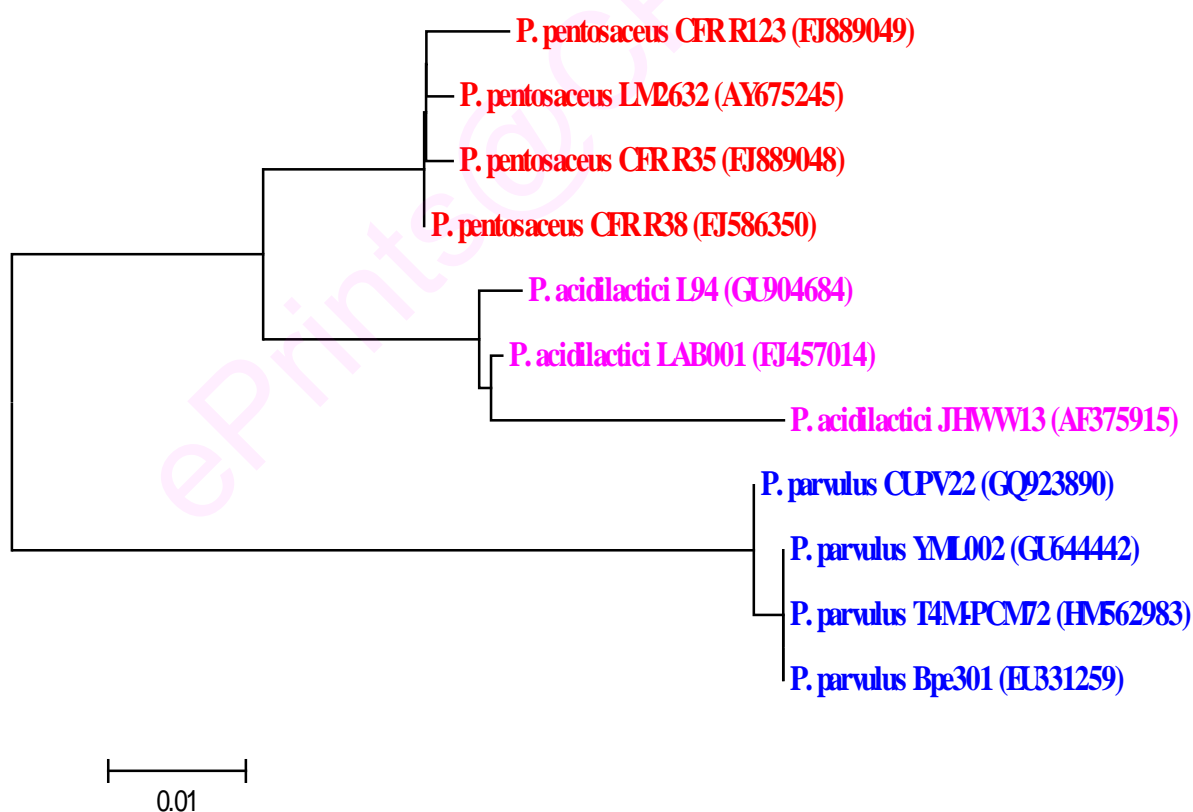 P. pentosaceus CFR R123 (FJ889049)
P. pentosaceus LM2632 (AY675245)
P. pentosaceus CFR R35 (FJ889048)
P. pentosaceus CFR R38 (FJ586350)
P. acidilactici L94 (GU904684)
P. acidilactici LAB001 (FJ457014)
P. acidilactici JHWW13 (AF375915)
P. parvulus CUPV22 (GQ923890)
P. parvulus YML002 (GU644442)
P. parvulus T4M-PCM72 (HM562983)
P. parvulus Bpe301 (EU331259)
0.01
ePrints@CF